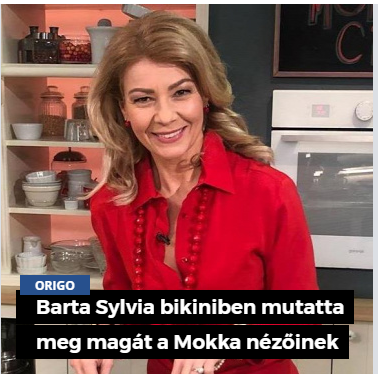 ORIGO
Barta Sylvia bikiniben mutatta
meg magát a Mokka nézőinek